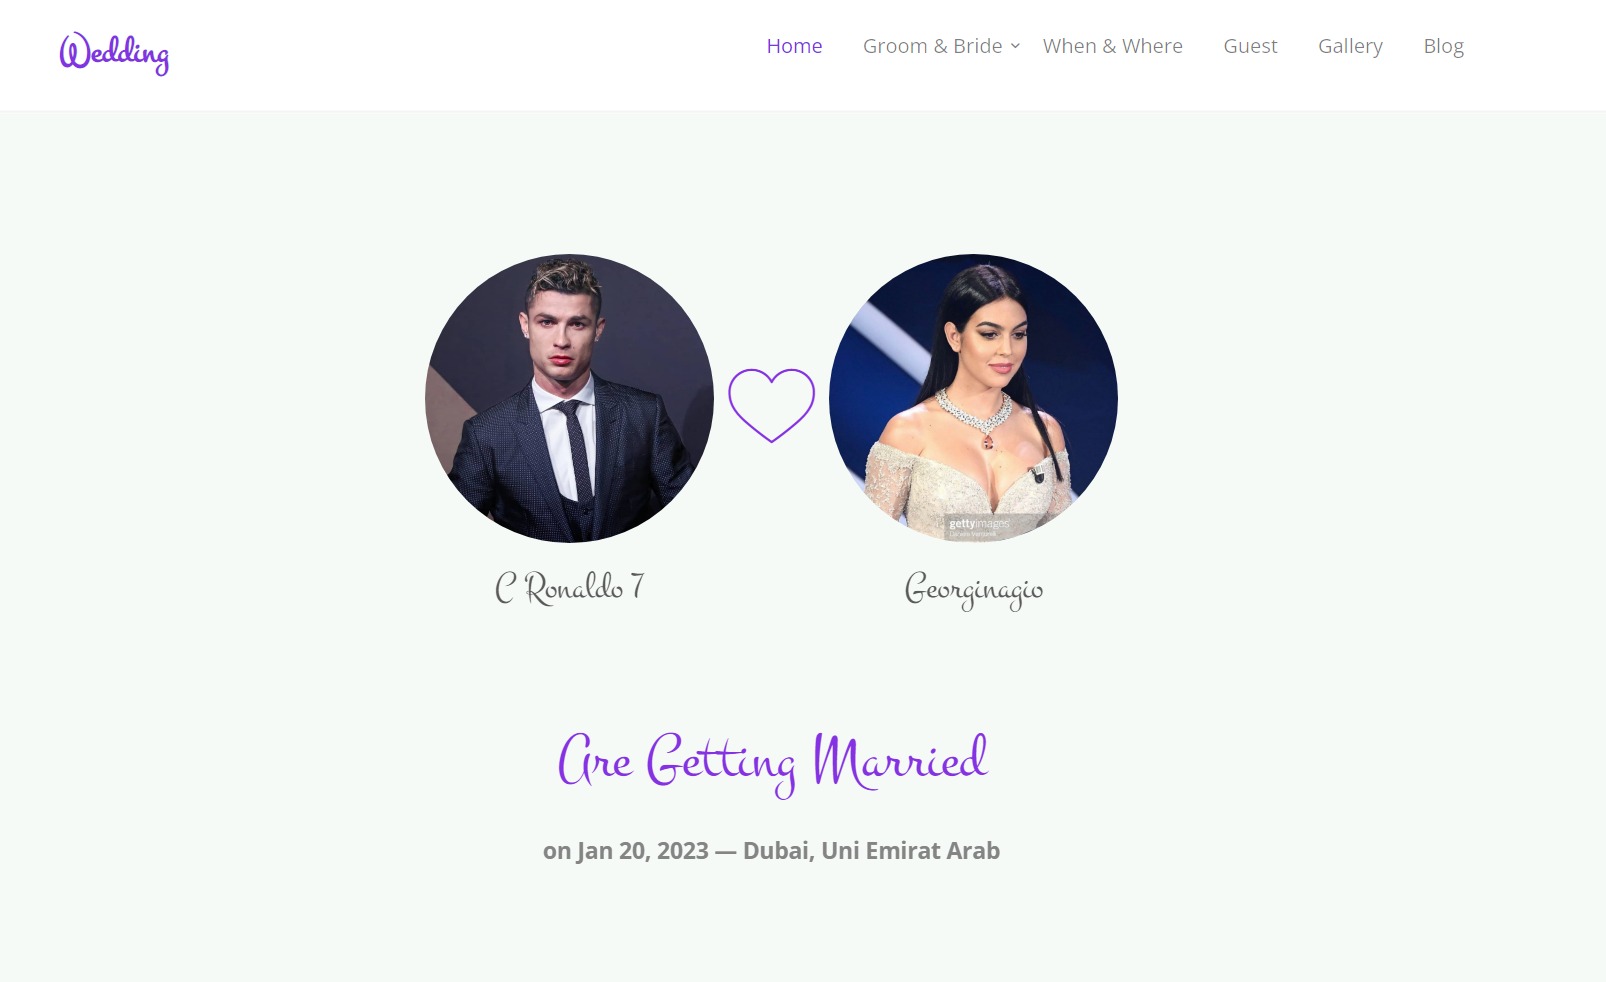 Wedding
Home Groom & Bride When & Where Guest Gallery Blog
gettyimages
C Ronaldo 7 Georginagio
Are Getting Married
on Jan 20, 2023 — Dubai, Uni Emirat Arab